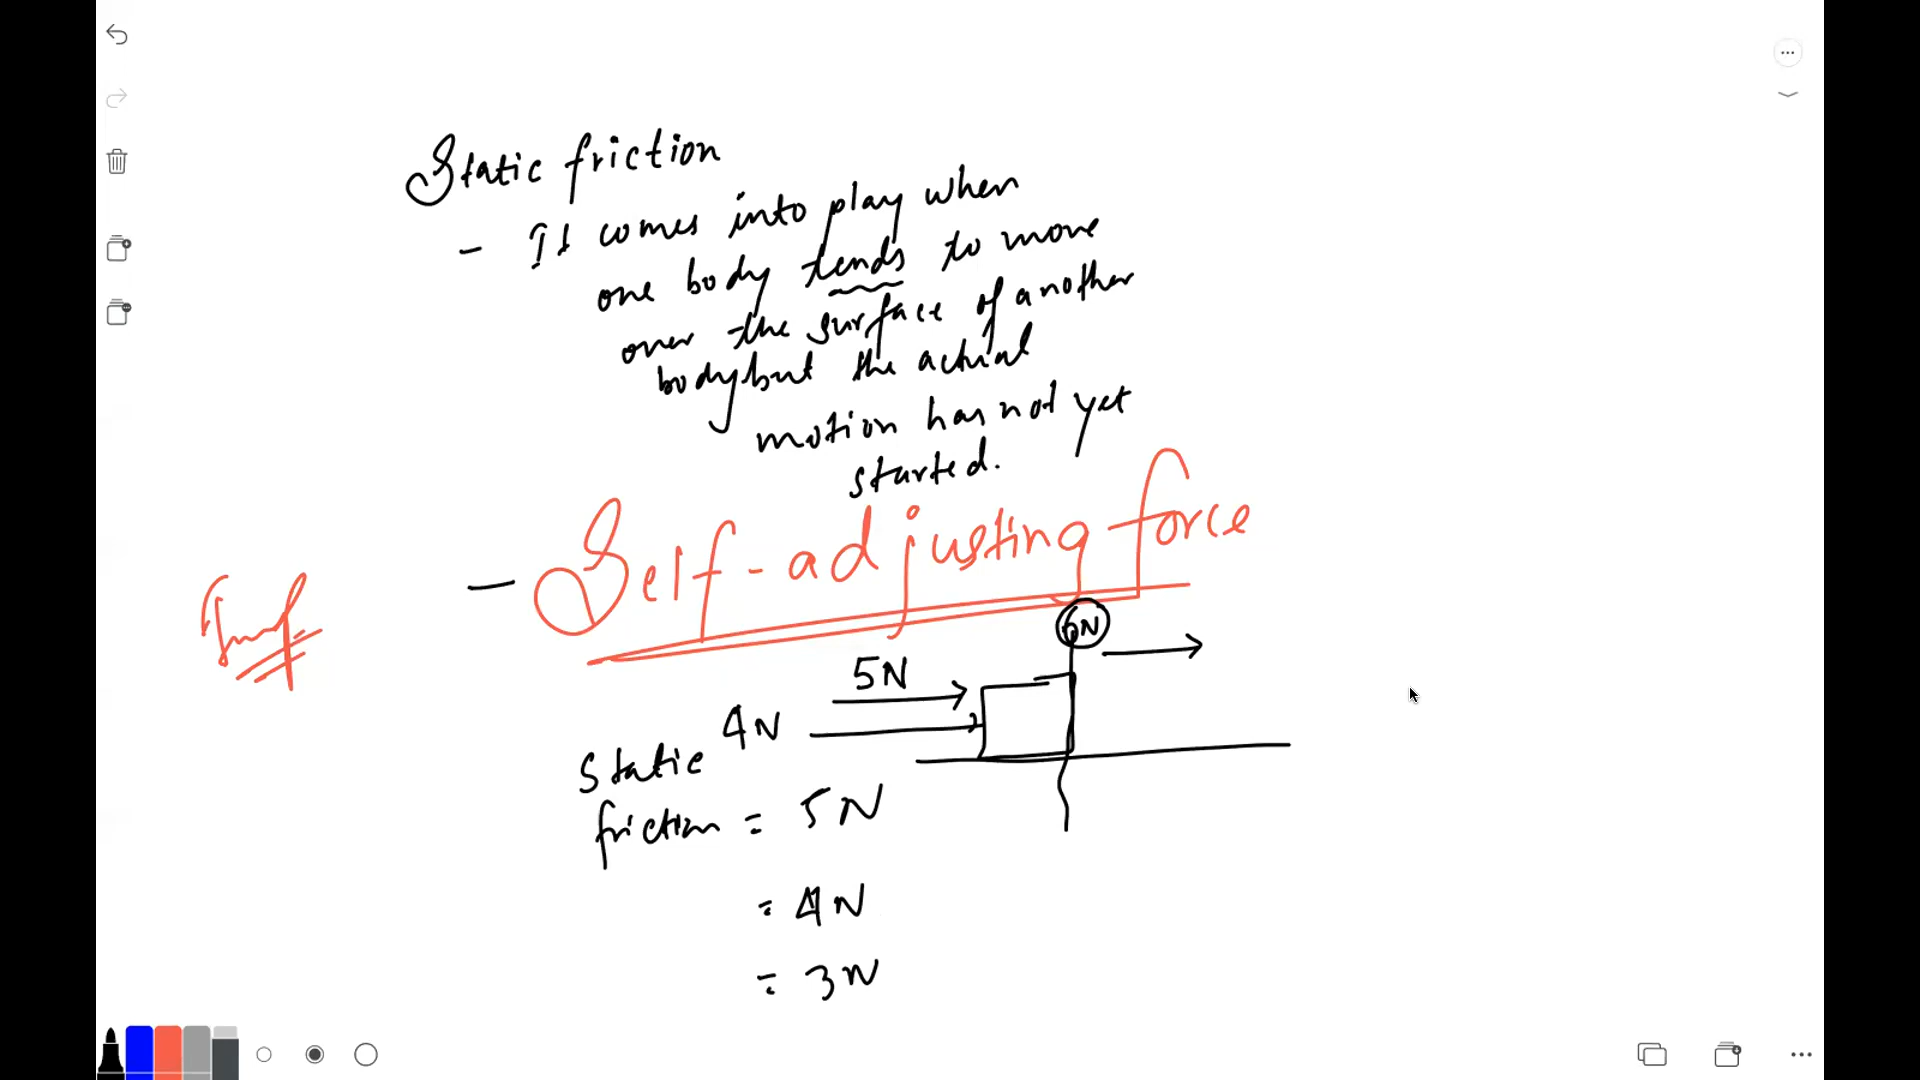 Static friction
- It comes into play when
one body tends to move
over the surface of another
body but the actual
motion has not yet
started.
- Self-adjusting force
Imp
6N
5N
4N
Static
friction = 5N
= 4N
= 3N